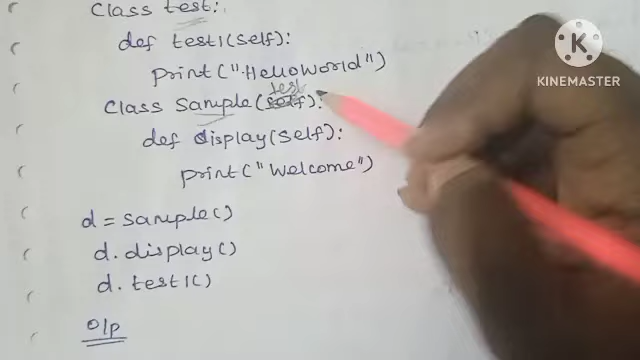 Class test:
def test1(self):
print("Helloworld")
test
Class Sample(self):
def display(self):
print("Welcome")
d = sample()
d.display()
d.test1()
O/p
KINEMASTER